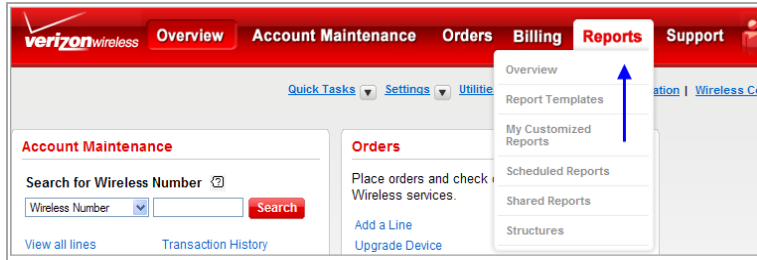 verizonwireless Overview Account Maintenance Orders Billing Reports Support
Quick Tasks Settings
Overview
Report Templates
My Customized
Reports
Scheduled Reports
Shared Reports
Structures
Account Maintenance
Search for Wireless Number
Wireless Number Search
View all lines Transaction History
Orders
Place orders and check
Wireless services.
Add a Line
Upgrade Device
| Wireless